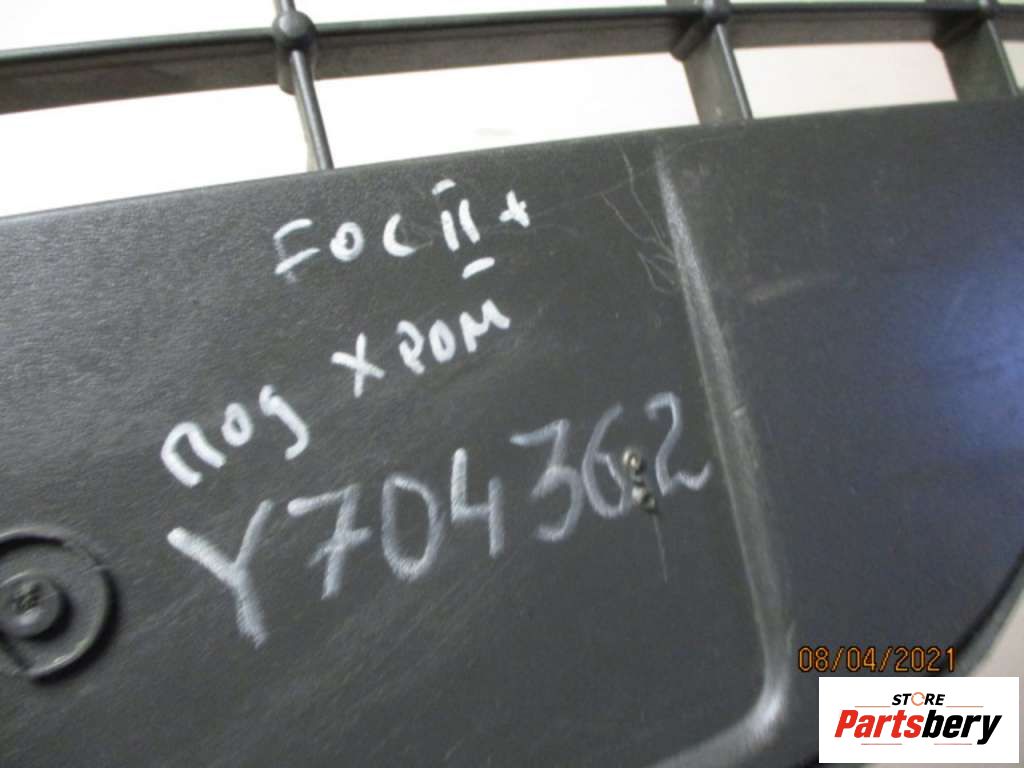 FOC II+
под ХРОМ
Y704362
08/04/2021
STORE
Partsbery